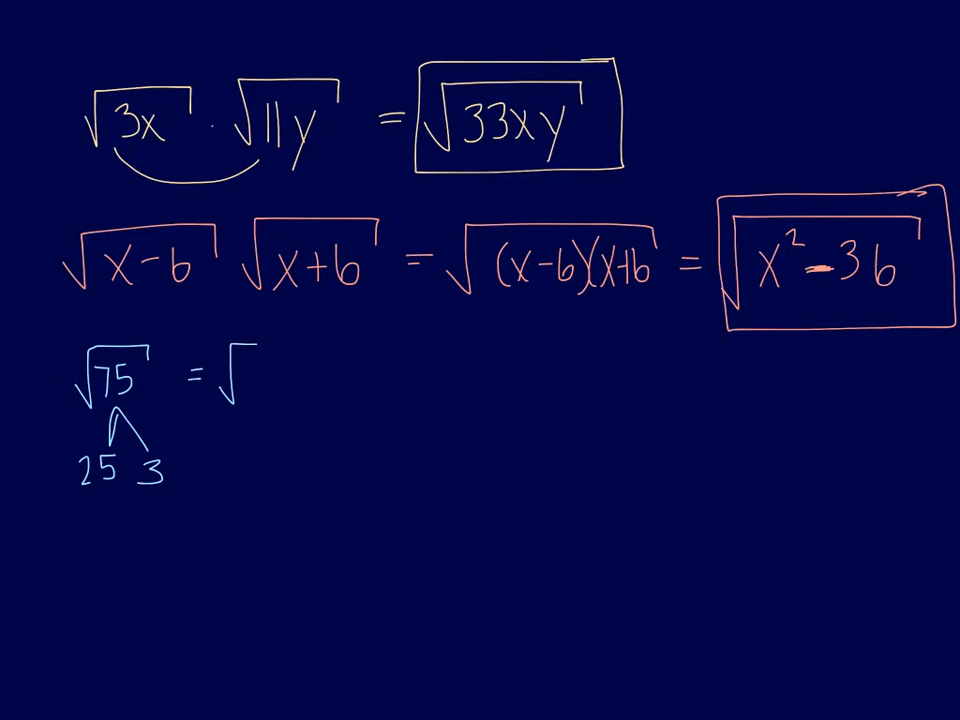 √3x · √11y = √33xy
√x-6 √x+6 = √(x-6)(x+6) = √x²-36
√75 = √
25 3